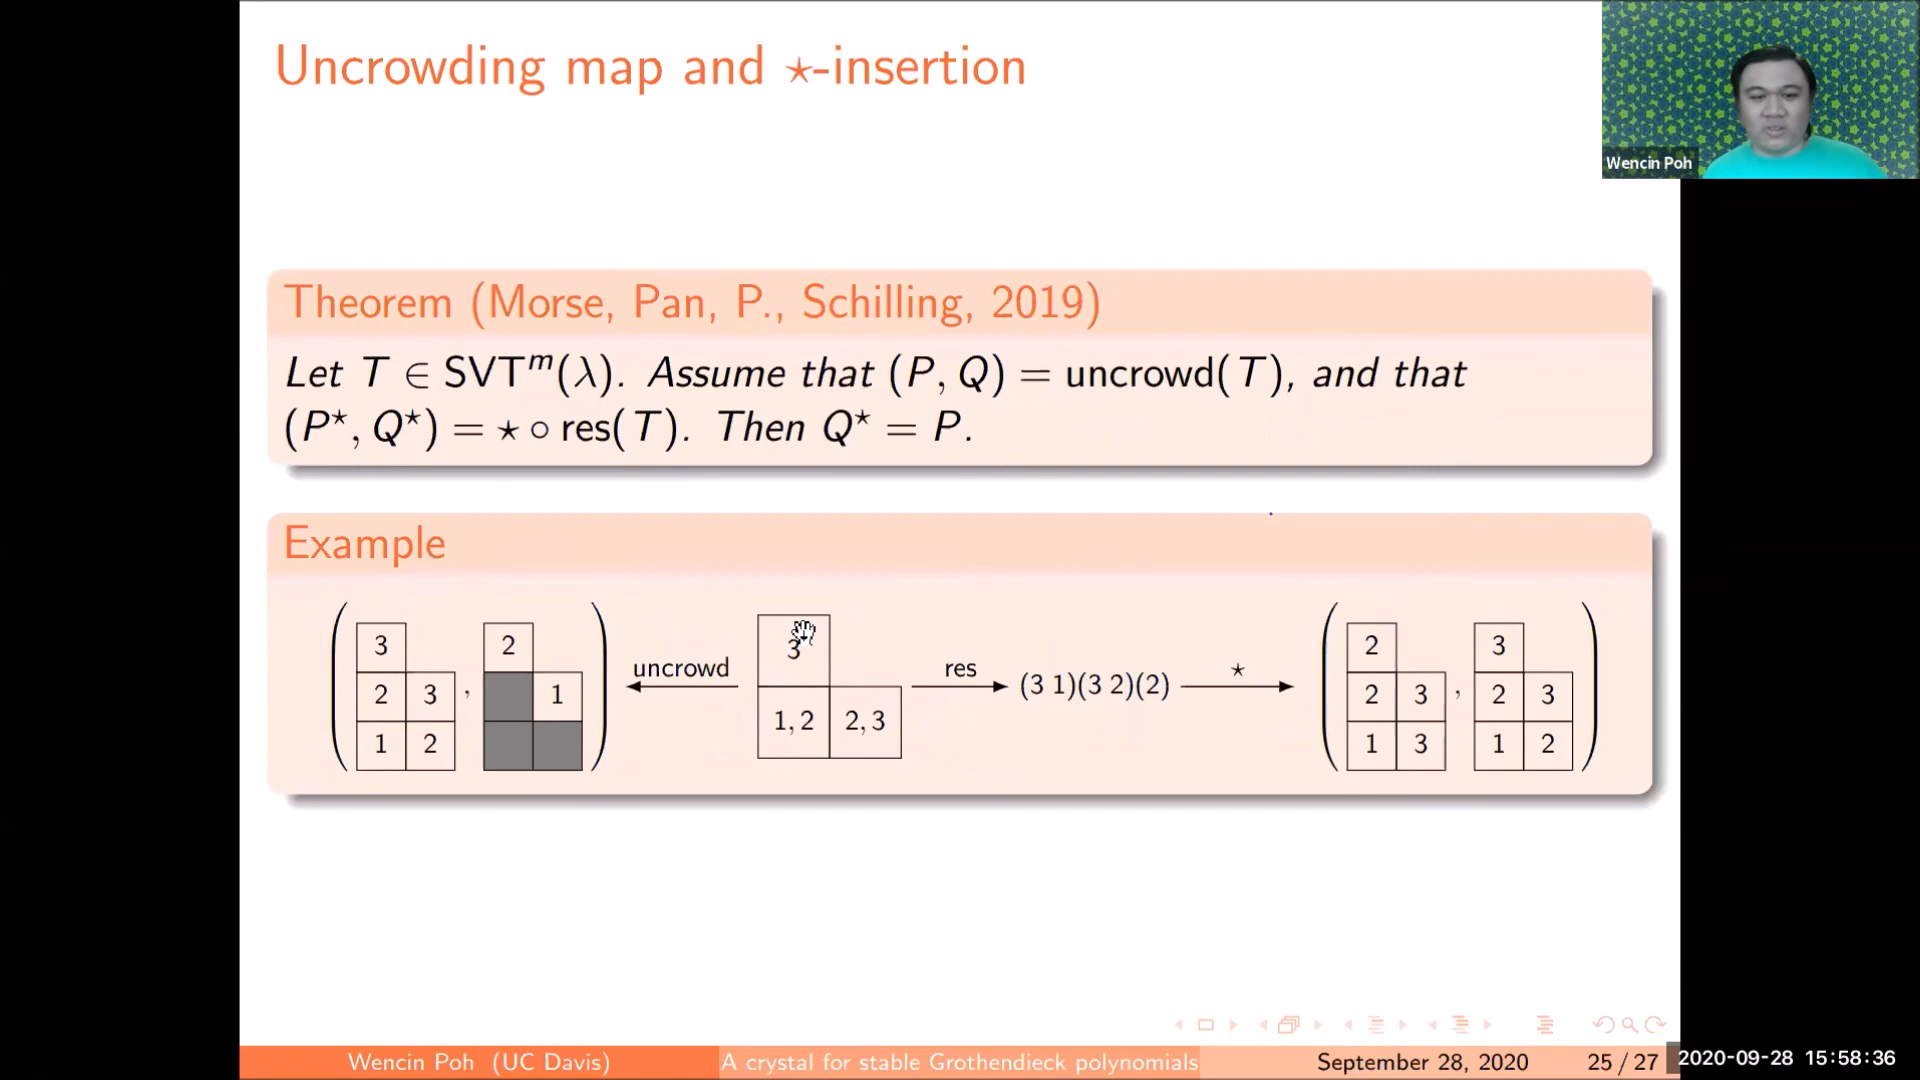 Uncrowding map and ⋆-insertion
Wencin Poh
Theorem (Morse, Pan, P., Schilling, 2019)
Let T ∈ SVTᵐ(λ). Assume that (P, Q) = uncrowd(T), and that
(P⋆, Q⋆) = ⋆ ∘ res(T). Then Q⋆ = P.
Example
( 3 , 2 )
2 3 1
1 2
uncrowd
3
1, 2 2, 3
res
(3 1)(3 2)(2)
⋆
( 2 , 3 )
2 3 2 3
1 3 1 2
Wencin Poh (UC Davis) A crystal for stable Grothendieck polynomials September 28, 2020 25 / 27
2020-09-28 15:58:36